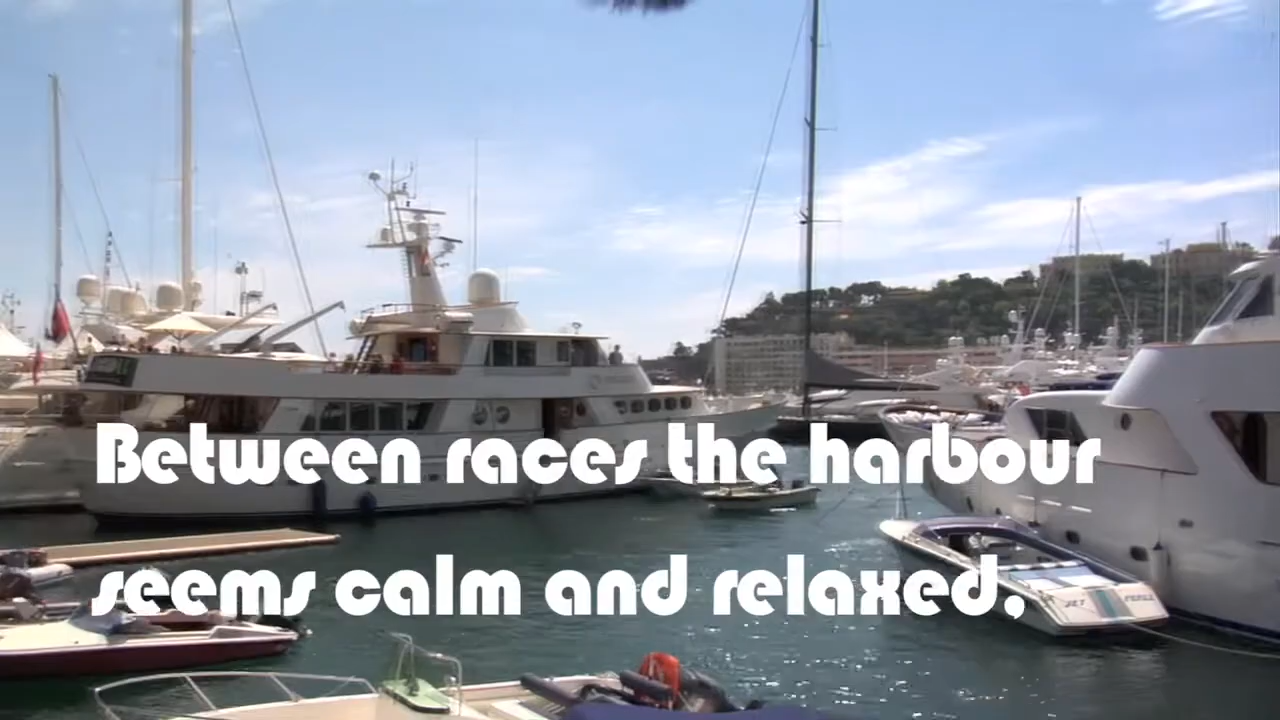 Between races the harbour
seems calm and relaxed,